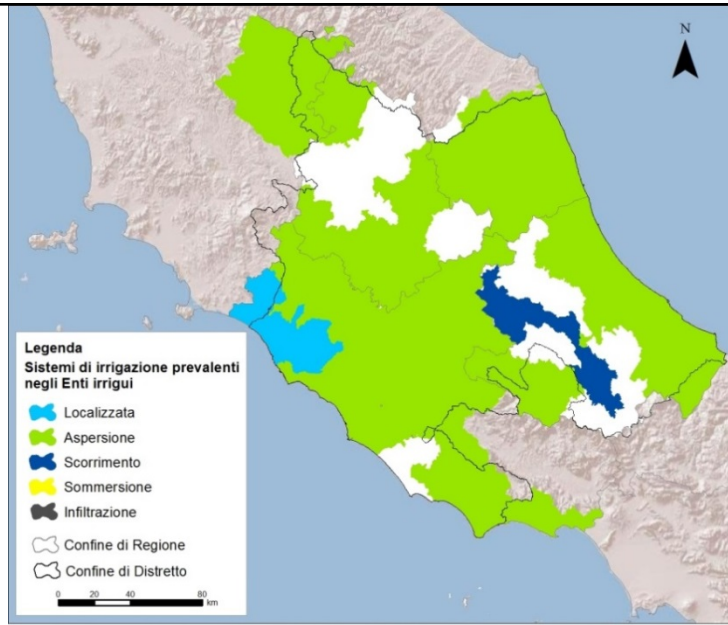 N
Legenda
Sistemi di irrigazione prevalenti
negli Enti irrigui
Localizzata
Aspersione
Scorrimento
Sommersione
Infiltrazione
Confine di Regione
Confine di Distretto
0 20 40 80
km